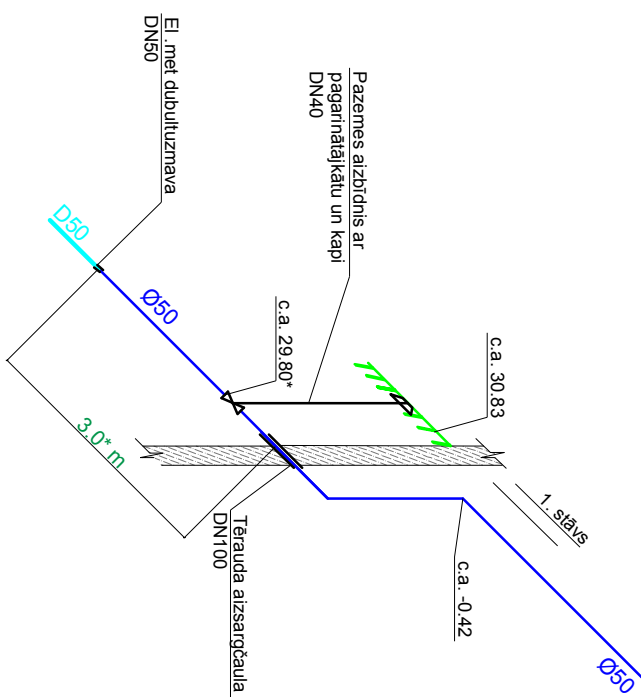 El .met dubultuzmava
DN50
Pazemes aizbīdnis ar
pagarinātājkātu un kapi
DN40
c.a. 30.83
c.a. 29.80*
D50
Ø50
3.0* m
1. stāvs
c.a. -0.42
Tērauda aizsargčaula
DN100
Ø50